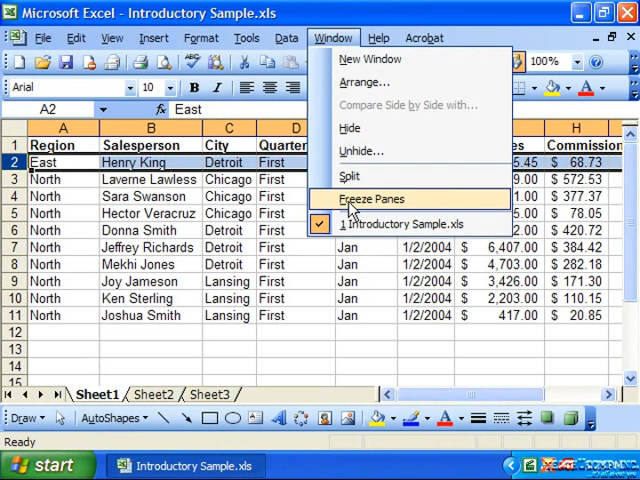 Microsoft Excel - Introductory Sample.xls
File Edit View Insert Format Tools Data Window Help Acrobat
100%
Arial 10 B I U
A2 fx East
New Window
Arrange...
Compare Side by Side with...
Hide
Unhide...
Split
Freeze Panes
1 Introductory Sample.xls
A B C D H
1 Region Salesperson City Quarter es Commission
2 East Henry King Detroit First 5.45 $ 68.73
3 North Laverne Lawless Chicago First 9.00 $ 572.53
4 North Sara Swanson Chicago First 1.00 $ 377.37
5 North Hector Veracruz Chicago First 5.00 $ 78.05
6 North Donna Smith Detroit First 2.00 $ 420.72
7 North Jeffrey Richards Detroit First Jan 1/2/2004 $ 6,407.00 $ 384.42
8 North Mekhi Jones Detroit First Jan 1/2/2004 $ 4,703.00 $ 282.18
9 North Joy Jameson Lansing First Jan 1/2/2004 $ 3,426.00 $ 171.30
10 North Ken Sterling Lansing First Jan 1/2/2004 $ 2,203.00 $ 110.15
11 North Joshua Smith Lansing First Jan 1/2/2004 $ 417.00 $ 20.85
12
13
14
15
Sheet1 Sheet2 Sheet3
Draw AutoShapes
Ready
start Introductory Sample.xls